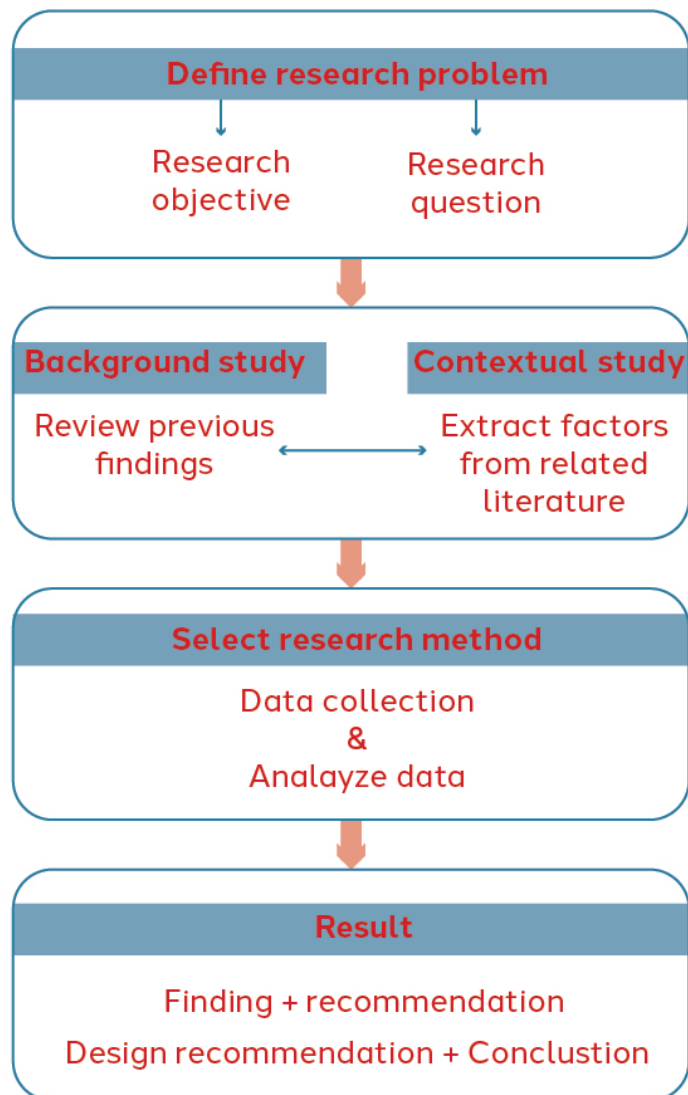 Define research problem
Research
objective
Research
question
Background study
Review previous
findings
Contextual study
Extract factors
from related
literature
Select research method
Data collection
&
Analayze data
Result
Finding + recommendation
Design recommendation + Conclustion